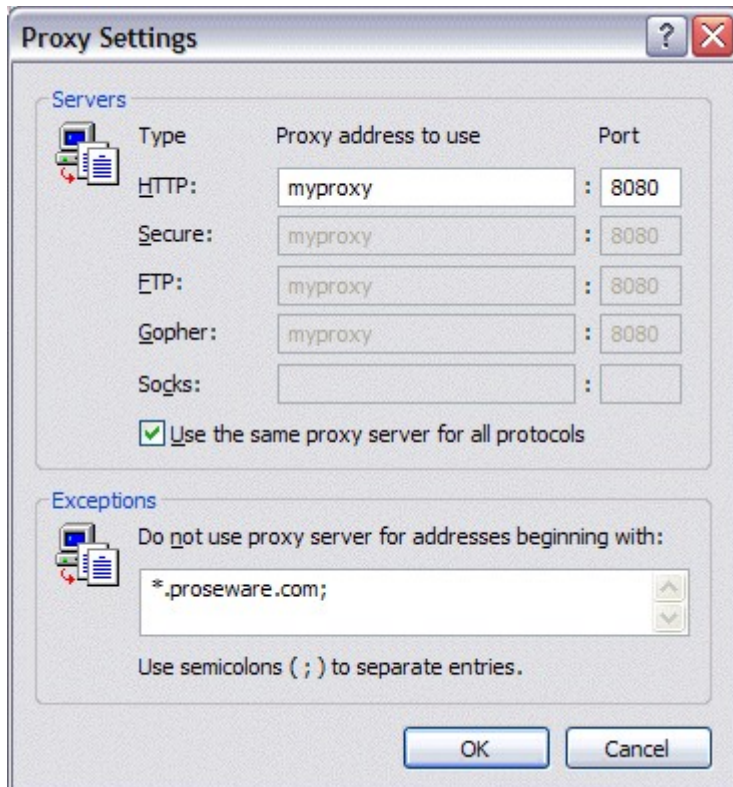 Proxy Settings
Servers
Type Proxy address to use Port
HTTP: myproxy : 8080
Secure: myproxy : 8080
FTP: myproxy : 8080
Gopher: myproxy : 8080
Socks: :
Use the same proxy server for all protocols
Exceptions
Do not use proxy server for addresses beginning with:
*.proseware.com;
Use semicolons ( ; ) to separate entries.
OK Cancel